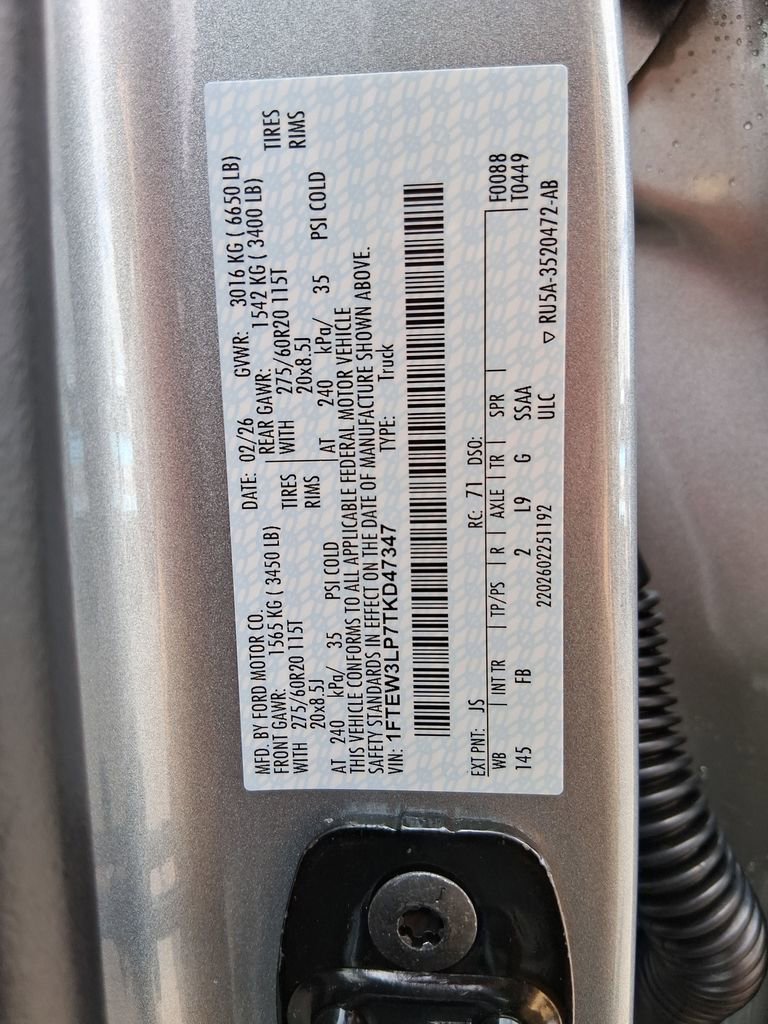 MFD. BY FORD MOTOR CO.
DATE: 02/26 GVWR: 3016 KG ( 6650 LB)
FRONT GAWR: 1565 KG ( 3450 LB) REAR GAWR: 1542 KG ( 3400 LB)
WITH 275/60R20 115T TIRES WITH 275/60R20 115T TIRES
20x8.5J RIMS 20x8.5J RIMS
AT 240 kPa/ 35 PSI COLD AT 240 kPa/ 35 PSI COLD
THIS VEHICLE CONFORMS TO ALL APPLICABLE FEDERAL MOTOR VEHICLE
SAFETY STANDARDS IN EFFECT ON THE DATE OF MANUFACTURE SHOWN ABOVE.
VIN: 1FTEW3LP7TKD47347 TYPE: Truck
EXT PNT: JS RC: 71 DSO:
WB INT TR TP/PS R AXLE TR SPR F0088
145 FB 2 L9 G SSAA T0449
2202602251192 ULC
▽ RU5A-3520472-AB